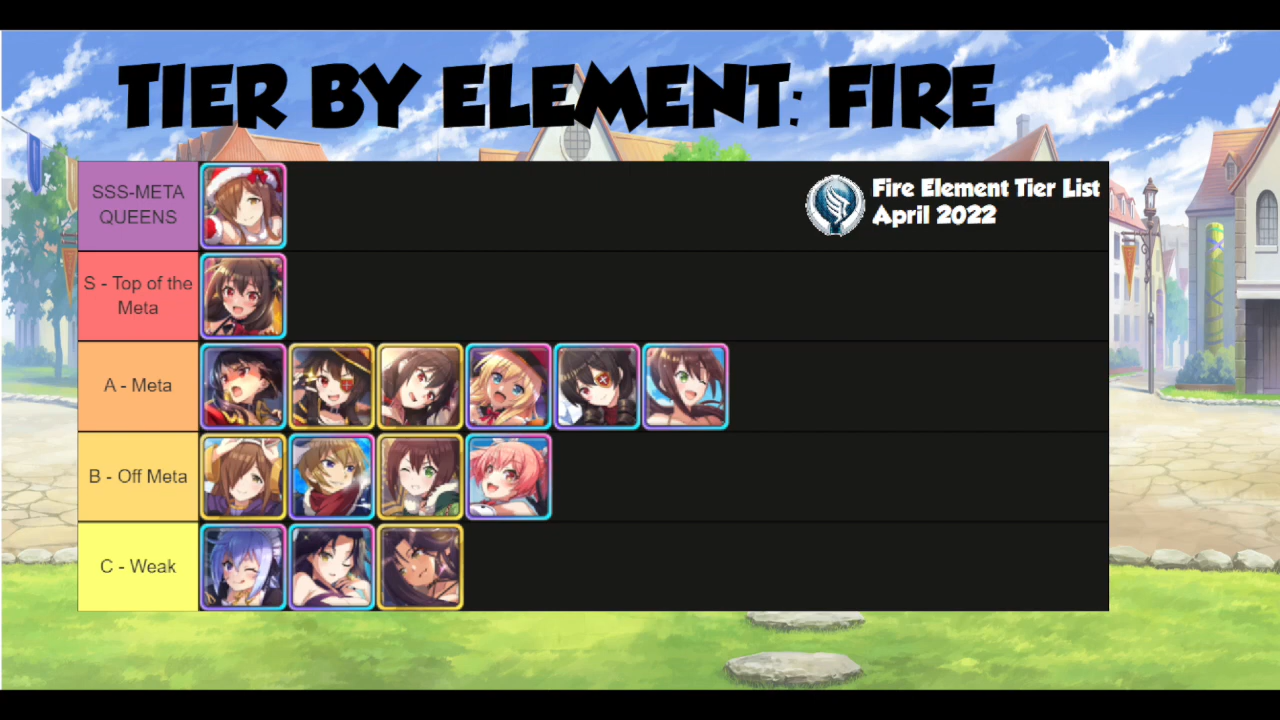 TIER BY ELEMENT: FIRE
SSS-META
QUEENS
Fire Element Tier List
April 2022
S - Top of the
Meta
A - Meta
B - Off Meta
C - Weak